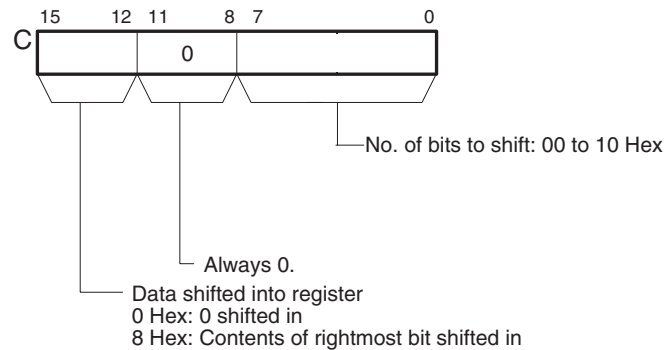 15 12 11 8 7 0
C
0
No. of bits to shift: 00 to 10 Hex
Always 0.
Data shifted into register
0 Hex: 0 shifted in
8 Hex: Contents of rightmost bit shifted in